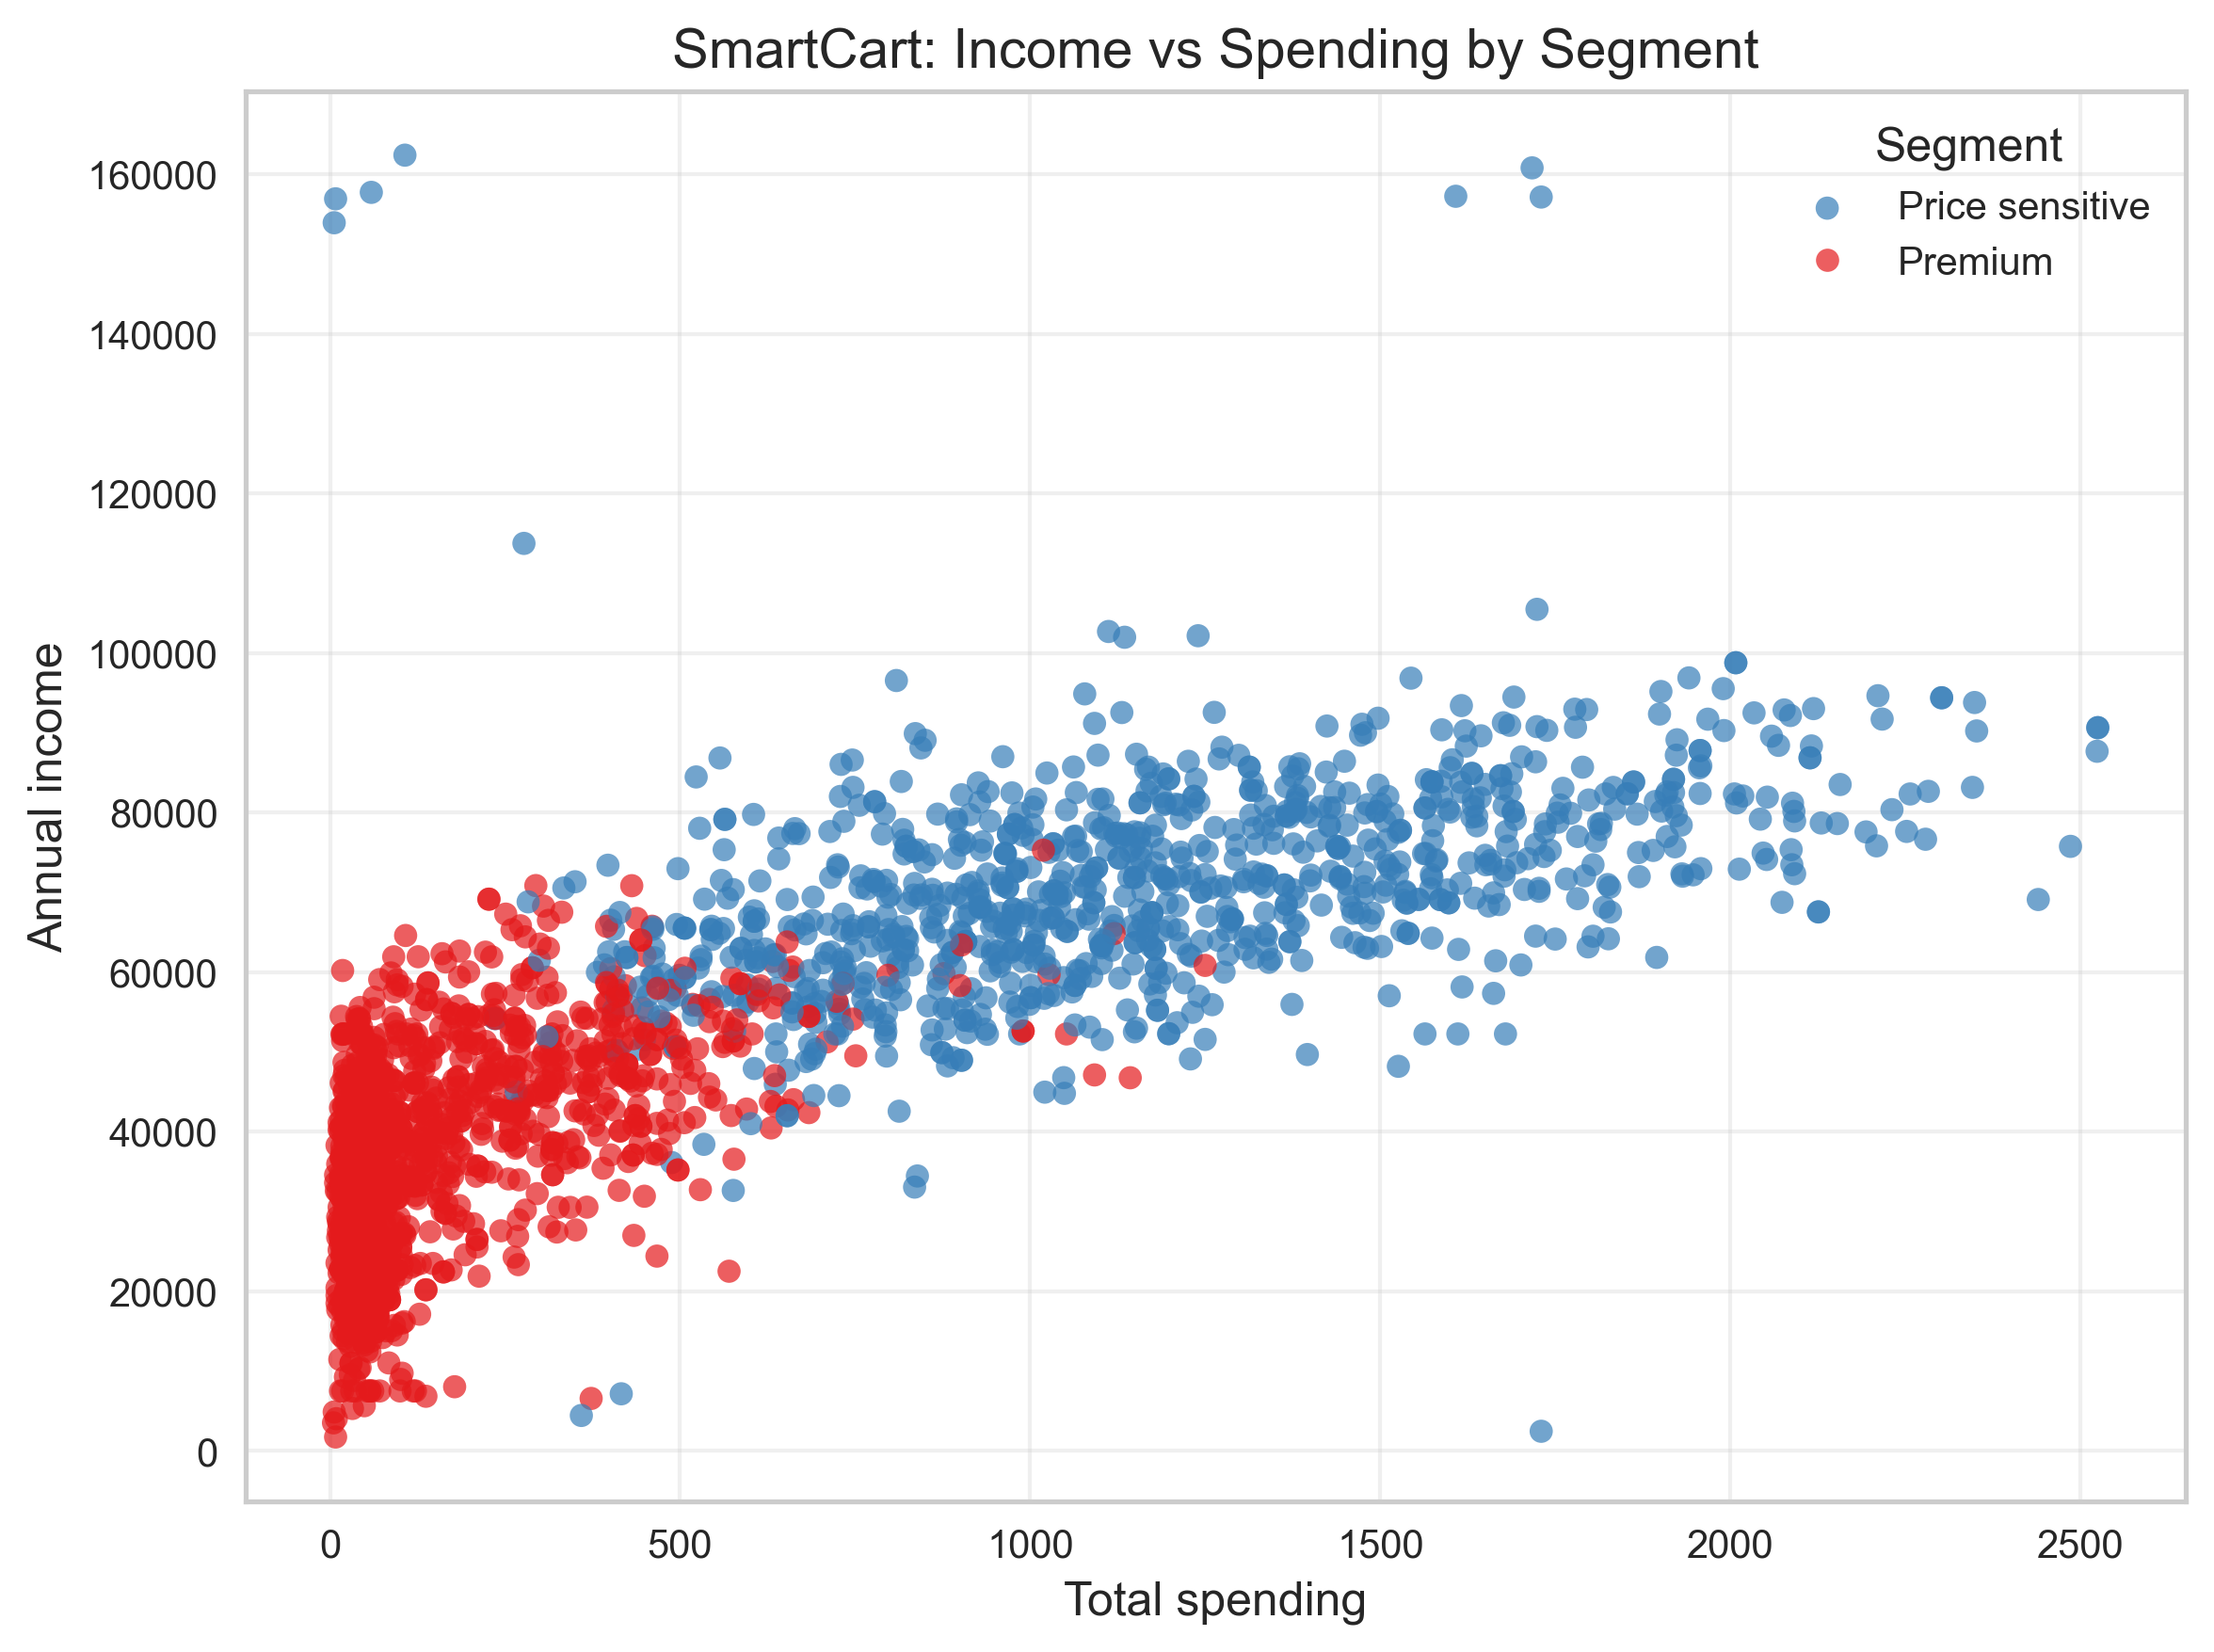 SmartCart: Income vs Spending by Segment
Segment
Price sensitive
Premium
160000
140000
120000
100000
80000
60000
40000
20000
0
Annual income
0 500 1000 1500 2000 2500
Total spending